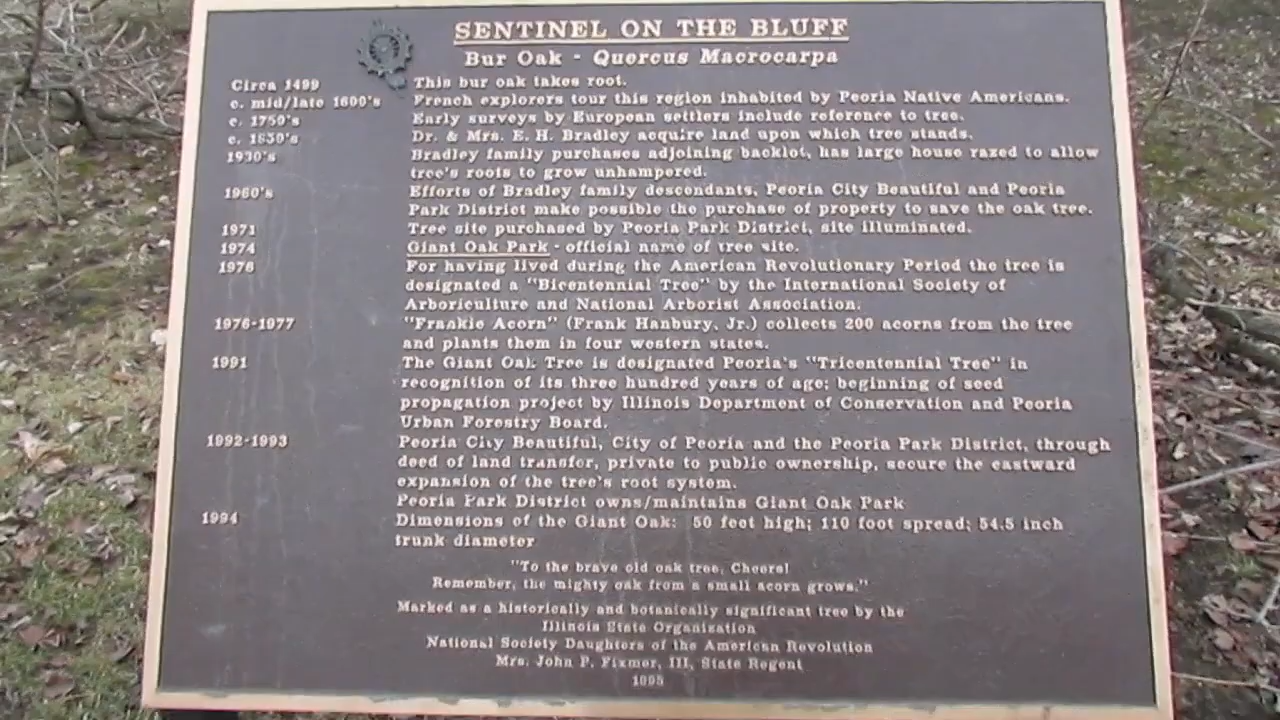 SENTINEL ON THE BLUFF
Bur Oak - Quercus Macrocarpa
Circa 1499 This bur oak takes root.
c. mid/late 1600's French explorers tour this region inhabited by Peoria Native Americans.
c. 1750's Early surveys by European settlers include reference to tree.
c. 1850's Dr. & Mrs. E. H. Bradley acquire land upon which tree stands.
1930's Bradley family purchases adjoining backlot, has large house razed to allow
tree's roots to grow unhampered.
1960's Efforts of Bradley family descendants, Peoria City Beautiful and Peoria
Park District make possible the purchase of property to save the oak tree.
1971 Tree site purchased by Peoria Park District, site illuminated.
1974 Giant Oak Park - official name of tree site.
1976 For having lived during the American Revolutionary Period the tree is
designated a "Bicentennial Tree" by the International Society of
Arboriculture and National Arborist Association.
1976-1977 "Frankie Acorn" (Frank Hanbury, Jr.) collects 200 acorns from the tree
and plants them in four western states.
1991 The Giant Oak Tree is designated Peoria's "Tricentennial Tree" in
recognition of its three hundred years of age; beginning of seed
propagation project by Illinois Department of Conservation and Peoria
Urban Forestry Board.
1992-1993 Peoria City Beautiful, City of Peoria and the Peoria Park District, through
deed of land transfer, private to public ownership, secure the eastward
expansion of the tree's root system.
Peoria Park District owns/maintains Giant Oak Park
1994 Dimensions of the Giant Oak: 50 feet high; 110 foot spread; 54.5 inch
trunk diameter
"To the brave old oak tree, Cheers!
Remember, the mighty oak from a small acorn grows."
Marked as a historically and botanically significant tree by the
Illinois State Organization
National Society Daughters of the American Revolution
Mrs. John P. Fixmer, III, State Regent
1995